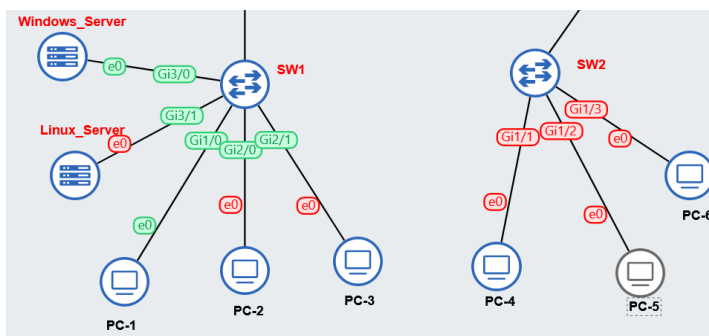 Windows_Server
e0
Gi3/0
SW1
Linux_Server
e0
Gi3/1
Gi1/0
Gi2/0
Gi2/1
e0
e0
e0
PC-1
PC-2
PC-3
SW2
Gi1/1
Gi1/2
Gi1/3
e0
e0
e0
PC-4
PC-5
PC-6